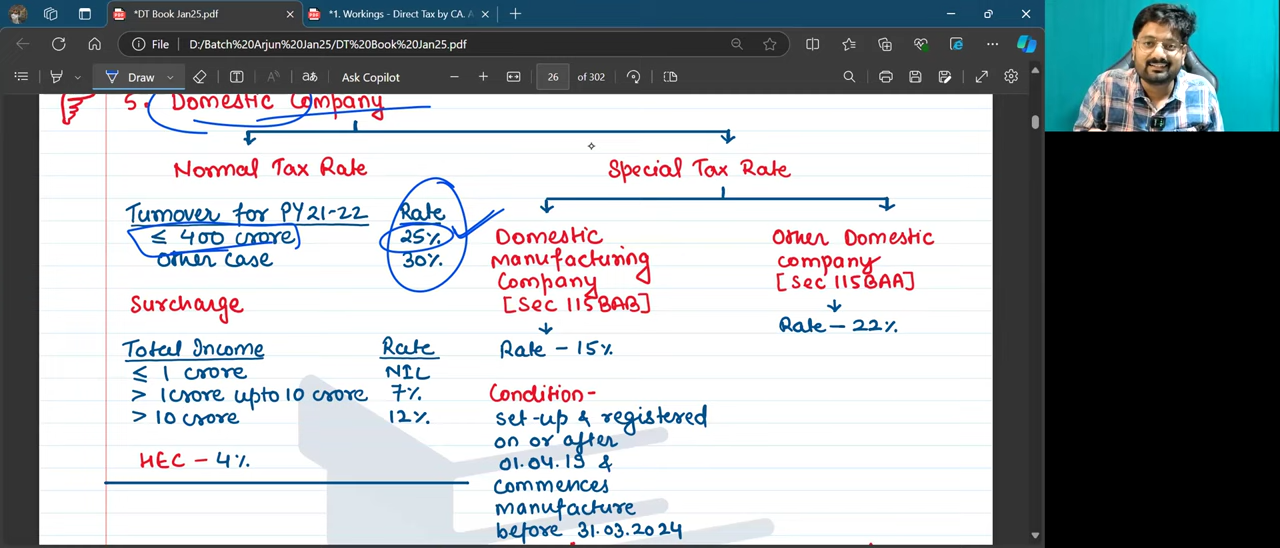 *DT Book Jan25.pdf
*1. Workings - Direct Tax by CA. A
File
D:/Batch%20Arjun%20Jan25/DT%20Book%20Jan25.pdf
Draw
Ask Copilot
26
of 302
5. Domestic Company
Normal Tax Rate
Turnover for PY21-22 Rate
≤ 400 crore 25%
Other case 30%
Surcharge
Total Income Rate
≤ 1 crore NIL
> 1 crore upto 10 crore 7%
> 10 crore 12%
HEC - 4%
Special Tax Rate
Domestic
manufacturing
Company
[Sec 115BAB]
Rate - 15%
Condition-
set-up & registered
on or after
01.04.19 &
commences
manufacture
before 31.03.2024
Other Domestic
company
[Sec 115BAA]
Rate - 22%